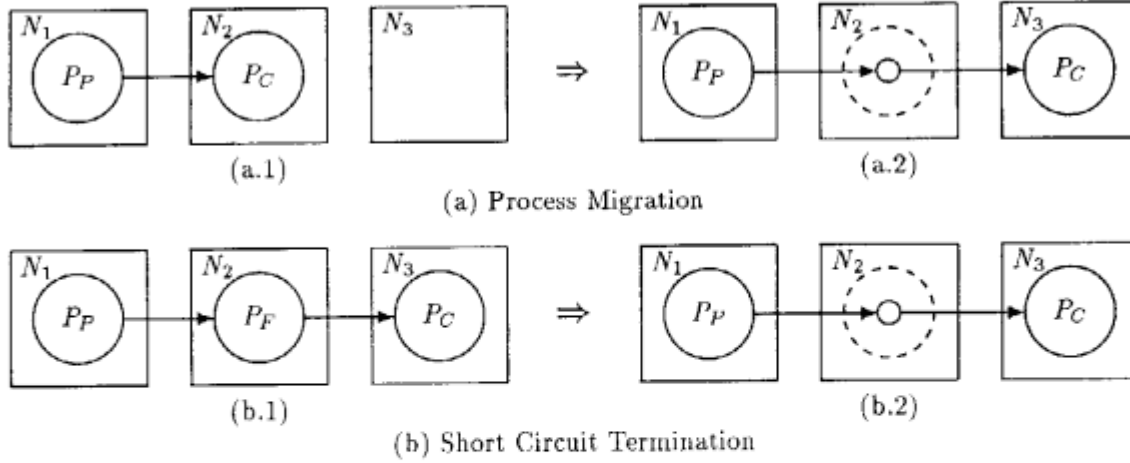 N1 N2 N3 ⇒ N1 N2 N3
PP PC PP PC
(a.1) (a.2)
(a) Process Migration
N1 N2 N3 ⇒ N1 N2 N3
PP PF PC PP PC
(b.1) (b.2)
(b) Short Circuit Termination